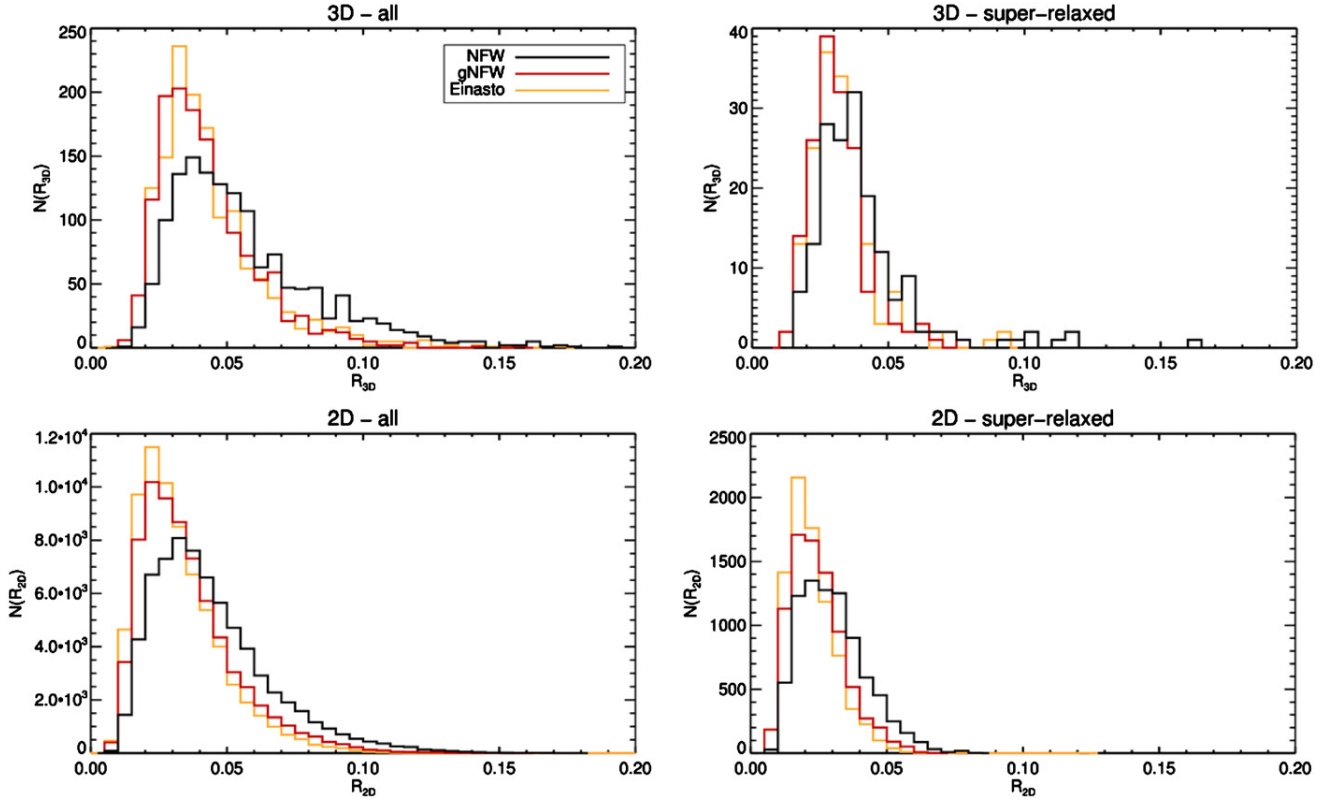 3D – all
250
200
150
100
50
0
N(R3D)
NFW
gNFW
Einasto
0.00 0.05 0.10 0.15 0.20
R3D
3D – super–relaxed
40
30
20
10
0
N(R3D)
0.00 0.05 0.10 0.15 0.20
R3D
2D – all
1.2•10⁴
1.0•10⁴
8.0•10³
6.0•10³
4.0•10³
2.0•10³
0
N(R2D)
0.00 0.05 0.10 0.15 0.20
R2D
2D – super–relaxed
2500
2000
1500
1000
500
0
N(R2D)
0.00 0.05 0.10 0.15 0.20
R2D